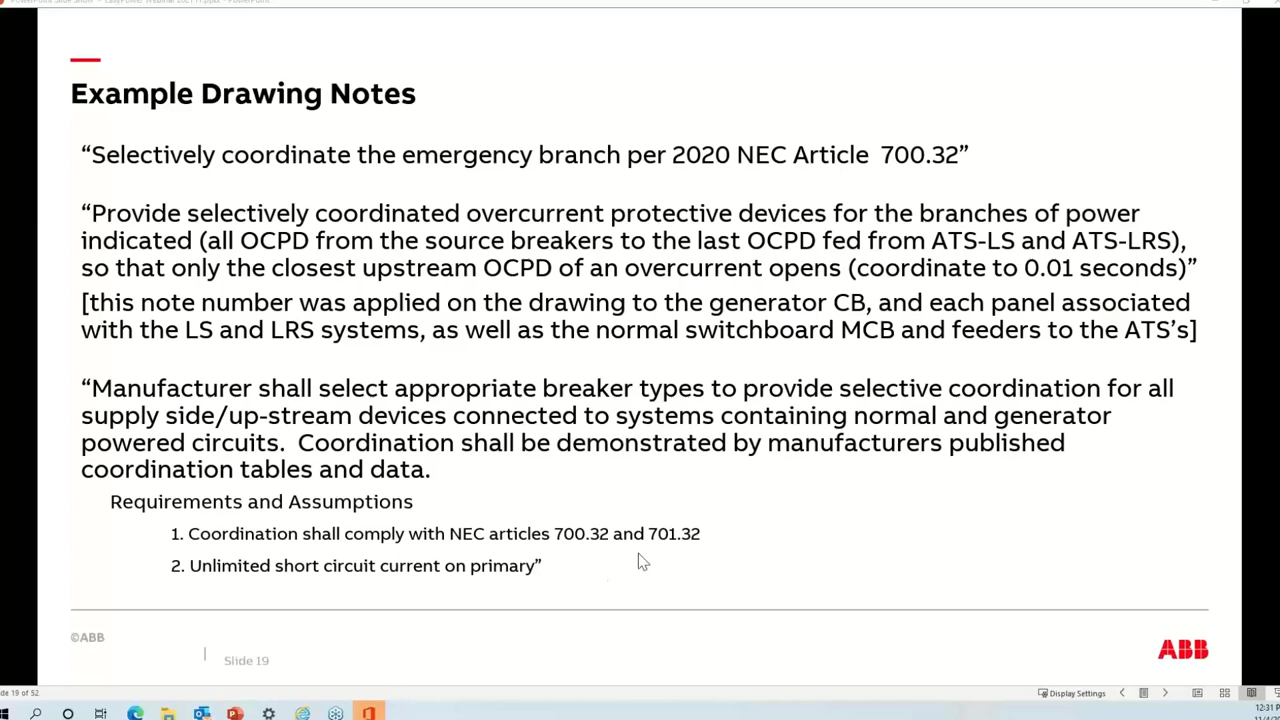 Example Drawing Notes
“Selectively coordinate the emergency branch per 2020 NEC Article 700.32”
“Provide selectively coordinated overcurrent protective devices for the branches of power
indicated (all OCPD from the source breakers to the last OCPD fed from ATS-LS and ATS-LRS),
so that only the closest upstream OCPD of an overcurrent opens (coordinate to 0.01 seconds)”
[this note number was applied on the drawing to the generator CB, and each panel associated
with the LS and LRS systems, as well as the normal switchboard MCB and feeders to the ATS’s]
“Manufacturer shall select appropriate breaker types to provide selective coordination for all
supply side/up-stream devices connected to systems containing normal and generator
powered circuits. Coordination shall be demonstrated by manufacturers published
coordination tables and data.
Requirements and Assumptions
1. Coordination shall comply with NEC articles 700.32 and 701.32
2. Unlimited short circuit current on primary”
©ABB
Slide 19
ABB
de 19 of 52
Display Settings
12:31 P